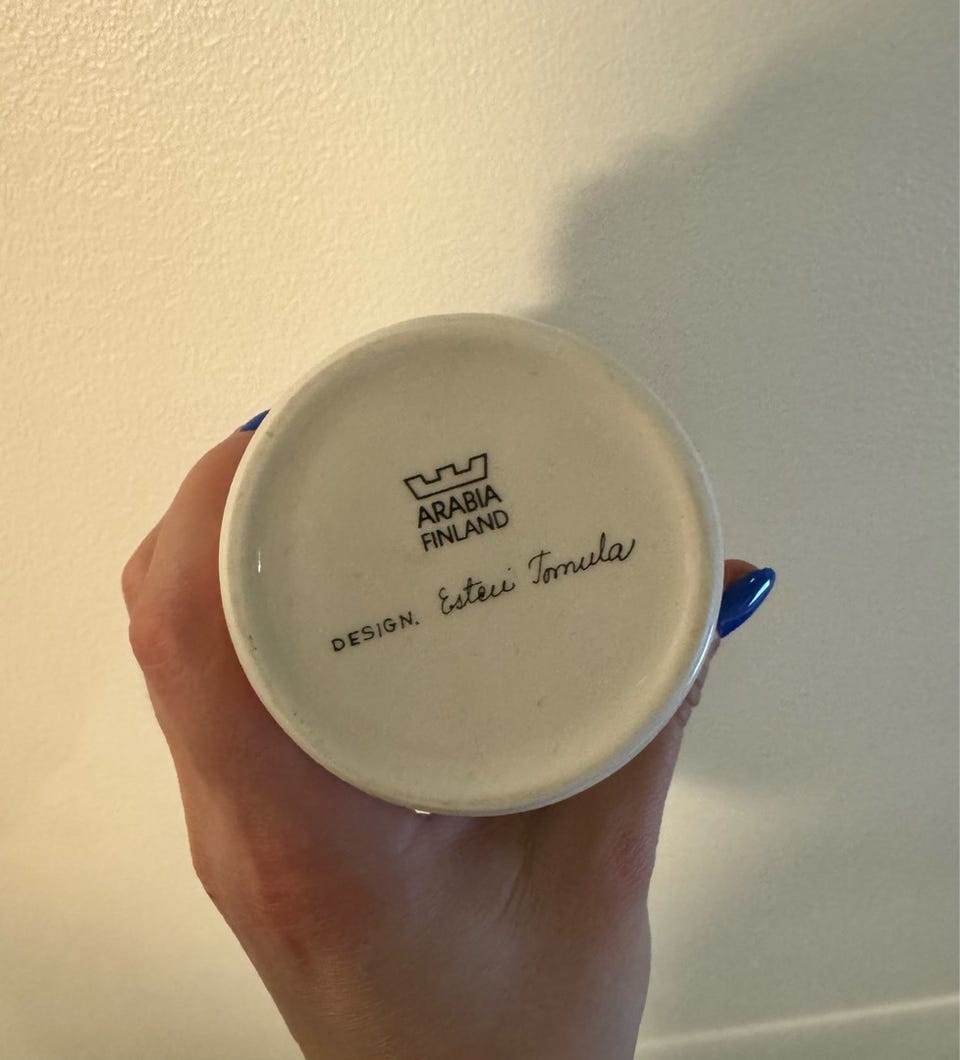 ARABIA
FINLAND
DESIGN. Esteri Tomula